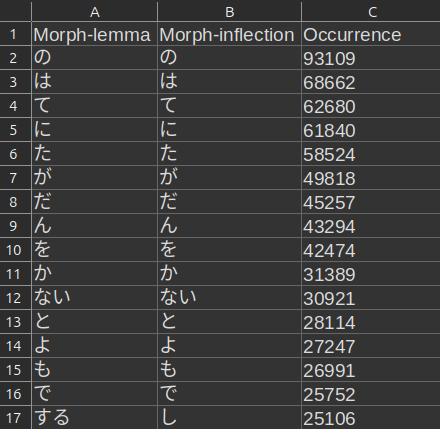 A B C
1 Morph-lemma Morph-inflection Occurrence
2 の の 93109
3 は は 68662
4 て て 62680
5 に に 61840
6 た た 58524
7 が が 49818
8 だ だ 45257
9 ん ん 43294
10 を を 42474
11 か か 31389
12 ない ない 30921
13 と と 28114
14 よ よ 27247
15 も も 26991
16 で で 25752
17 する し 25106